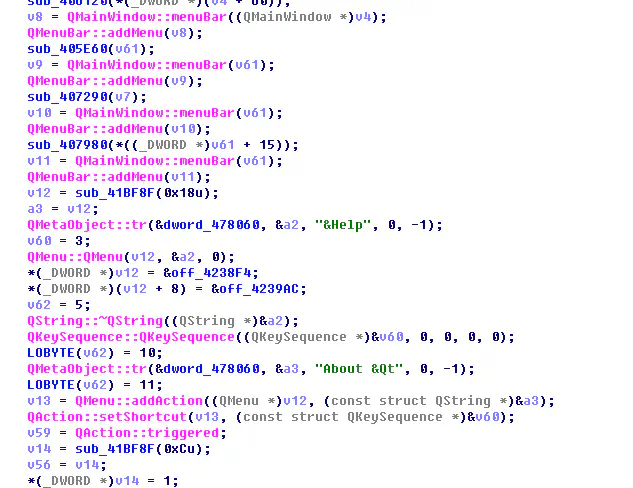 v8 = QMainWindow::menuBar((QMainWindow *)v4);
QMenuBar::addMenu(v8);
sub_405E60(v61);
v9 = QMainWindow::menuBar(v61);
QMenuBar::addMenu(v9);
sub_407290(v7);
v10 = QMainWindow::menuBar(v61);
QMenuBar::addMenu(v10);
sub_407980(*((_DWORD *)v61 + 15));
v11 = QMainWindow::menuBar(v61);
QMenuBar::addMenu(v11);
v12 = sub_41BF8F(0x18u);
a3 = v12;
QMetaObject::tr(&dword_478060, &a2, "&Help", 0, -1);
v60 = 3;
QMenu::QMenu(v12, &a2, 0);
*(_DWORD *)v12 = &off_4238F4;
*(_DWORD *)(v12 + 8) = &off_4239AC;
v62 = 5;
QString::~QString((QString *)&a2);
QKeySequence::QKeySequence((QKeySequence *)&v60, 0, 0, 0, 0);
LOBYTE(v62) = 10;
QMetaObject::tr(&dword_478060, &a3, "About &Qt", 0, -1);
LOBYTE(v62) = 11;
v13 = QMenu::addAction((QMenu *)v12, (const struct QString *)&a3);
QAction::setShortcut(v13, (const struct QKeySequence *)&v60);
v59 = QAction::triggered;
v14 = sub_41BF8F(0xCu);
v56 = v14;
*(_DWORD *)v14 = 1;